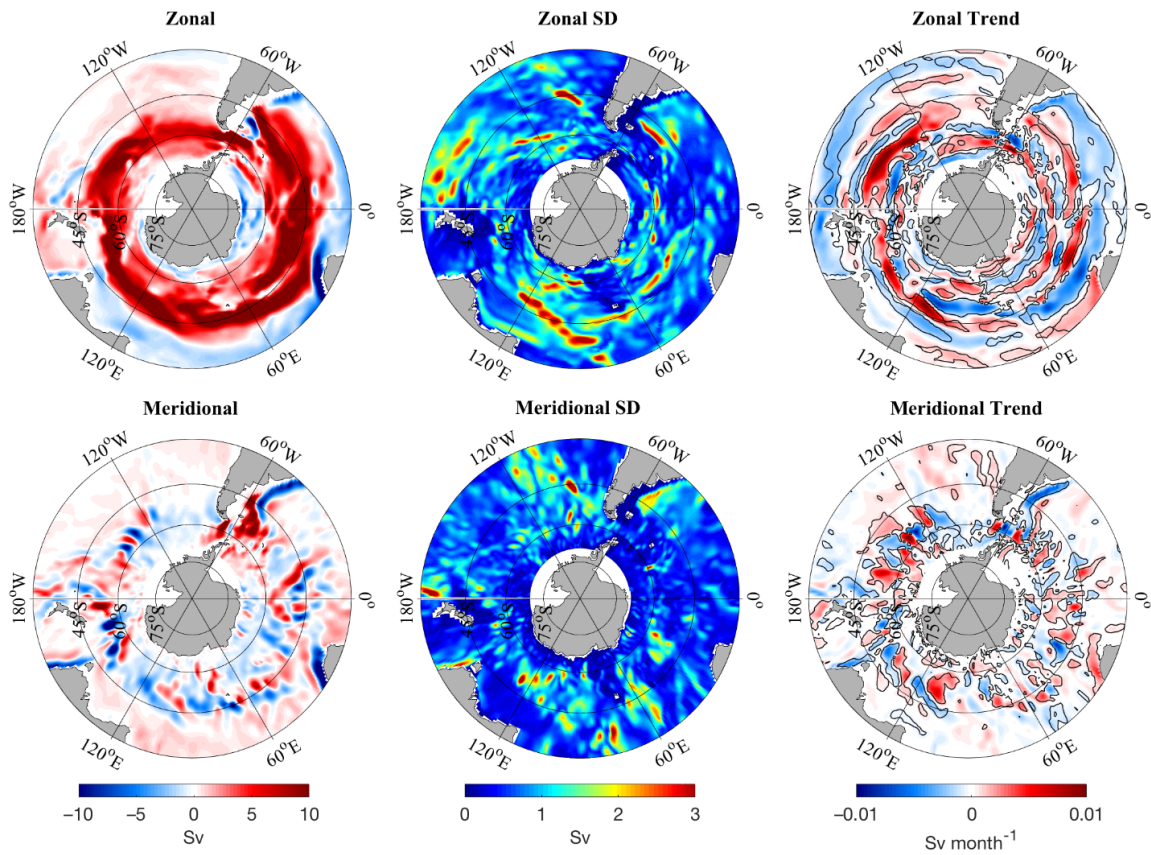 Zonal
Zonal SD
Zonal Trend
120°W
60°W
180°W
45°S
60°S
75°S
0°
120°E
60°E
120°W
60°W
180°W
45°S
60°S
75°S
0°
120°E
60°E
120°W
60°W
180°W
45°S
60°S
75°S
0°
120°E
60°E
Meridional
Meridional SD
Meridional Trend
120°W
60°W
180°W
45°S
60°S
75°S
0°
120°E
60°E
120°W
60°W
180°W
45°S
60°S
75°S
0°
120°E
60°E
120°W
60°W
180°W
45°S
60°S
75°S
0°
120°E
60°E
−10 −5 0 5 10
Sv
0 1 2 3
Sv
−0.01 0 0.01
Sv month⁻¹